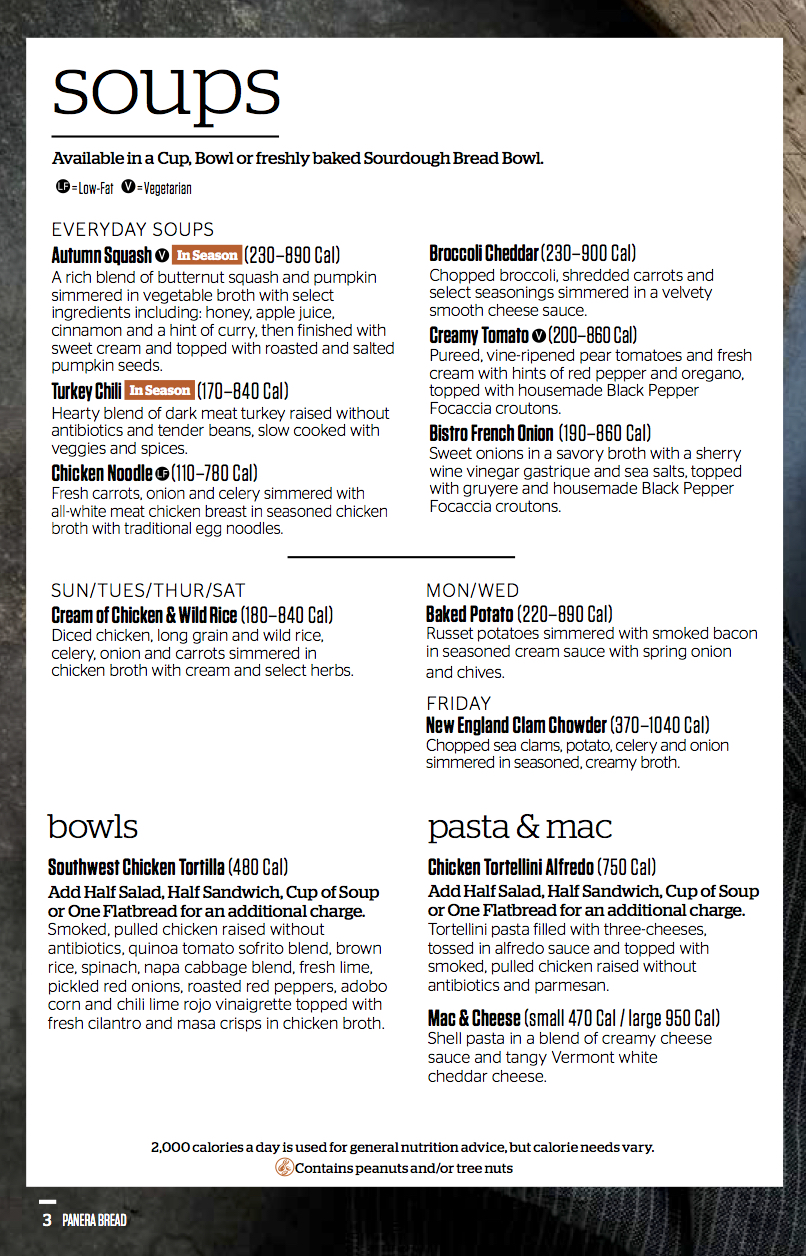 soups
Available in a Cup, Bowl or freshly baked Sourdough Bread Bowl.
LF=Low-Fat V=Vegetarian
EVERYDAY SOUPS
Autumn Squash V In Season (230–890 Cal)
A rich blend of butternut squash and pumpkin
simmered in vegetable broth with select
ingredients including: honey, apple juice,
cinnamon and a hint of curry, then finished with
sweet cream and topped with roasted and salted
pumpkin seeds.
Turkey Chili In Season (170–840 Cal)
Hearty blend of dark meat turkey raised without
antibiotics and tender beans, slow cooked with
veggies and spices.
Chicken Noodle LF (110–780 Cal)
Fresh carrots, onion and celery simmered with
all-white meat chicken breast in seasoned chicken
broth with traditional egg noodles.
Broccoli Cheddar (230–900 Cal)
Chopped broccoli, shredded carrots and
select seasonings simmered in a velvety
smooth cheese sauce.
Creamy Tomato V (200–860 Cal)
Pureed, vine-ripened pear tomatoes and fresh
cream with hints of red pepper and oregano,
topped with housemade Black Pepper
Focaccia croutons.
Bistro French Onion (190–860 Cal)
Sweet onions in a savory broth with a sherry
wine vinegar gastrique and sea salts, topped
with gruyere and housemade Black Pepper
Focaccia croutons.
SUN/TUES/THUR/SAT
Cream of Chicken & Wild Rice (180–840 Cal)
Diced chicken, long grain and wild rice,
celery, onion and carrots simmered in
chicken broth with cream and select herbs.
MON/WED
Baked Potato (220–890 Cal)
Russet potatoes simmered with smoked bacon
in seasoned cream sauce with spring onion
and chives.
FRIDAY
New England Clam Chowder (370–1040 Cal)
Chopped sea clams, potato, celery and onion
simmered in seasoned, creamy broth.
bowls
Southwest Chicken Tortilla (480 Cal)
Add Half Salad, Half Sandwich, Cup of Soup
or One Flatbread for an additional charge.
Smoked, pulled chicken raised without
antibiotics, quinoa tomato sofrito blend, brown
rice, spinach, napa cabbage blend, fresh lime,
pickled red onions, roasted red peppers, adobo
corn and chili lime rojo vinaigrette topped with
fresh cilantro and masa crisps in chicken broth.
pasta & mac
Chicken Tortellini Alfredo (750 Cal)
Add Half Salad, Half Sandwich, Cup of Soup
or One Flatbread for an additional charge.
Tortellini pasta filled with three-cheeses,
tossed in alfredo sauce and topped with
smoked, pulled chicken raised without
antibiotics and parmesan.
Mac & Cheese (small 470 Cal / large 950 Cal)
Shell pasta in a blend of creamy cheese
sauce and tangy Vermont white
cheddar cheese.
2,000 calories a day is used for general nutrition advice, but calorie needs vary.
Contains peanuts and/or tree nuts
3 PANERA BREAD